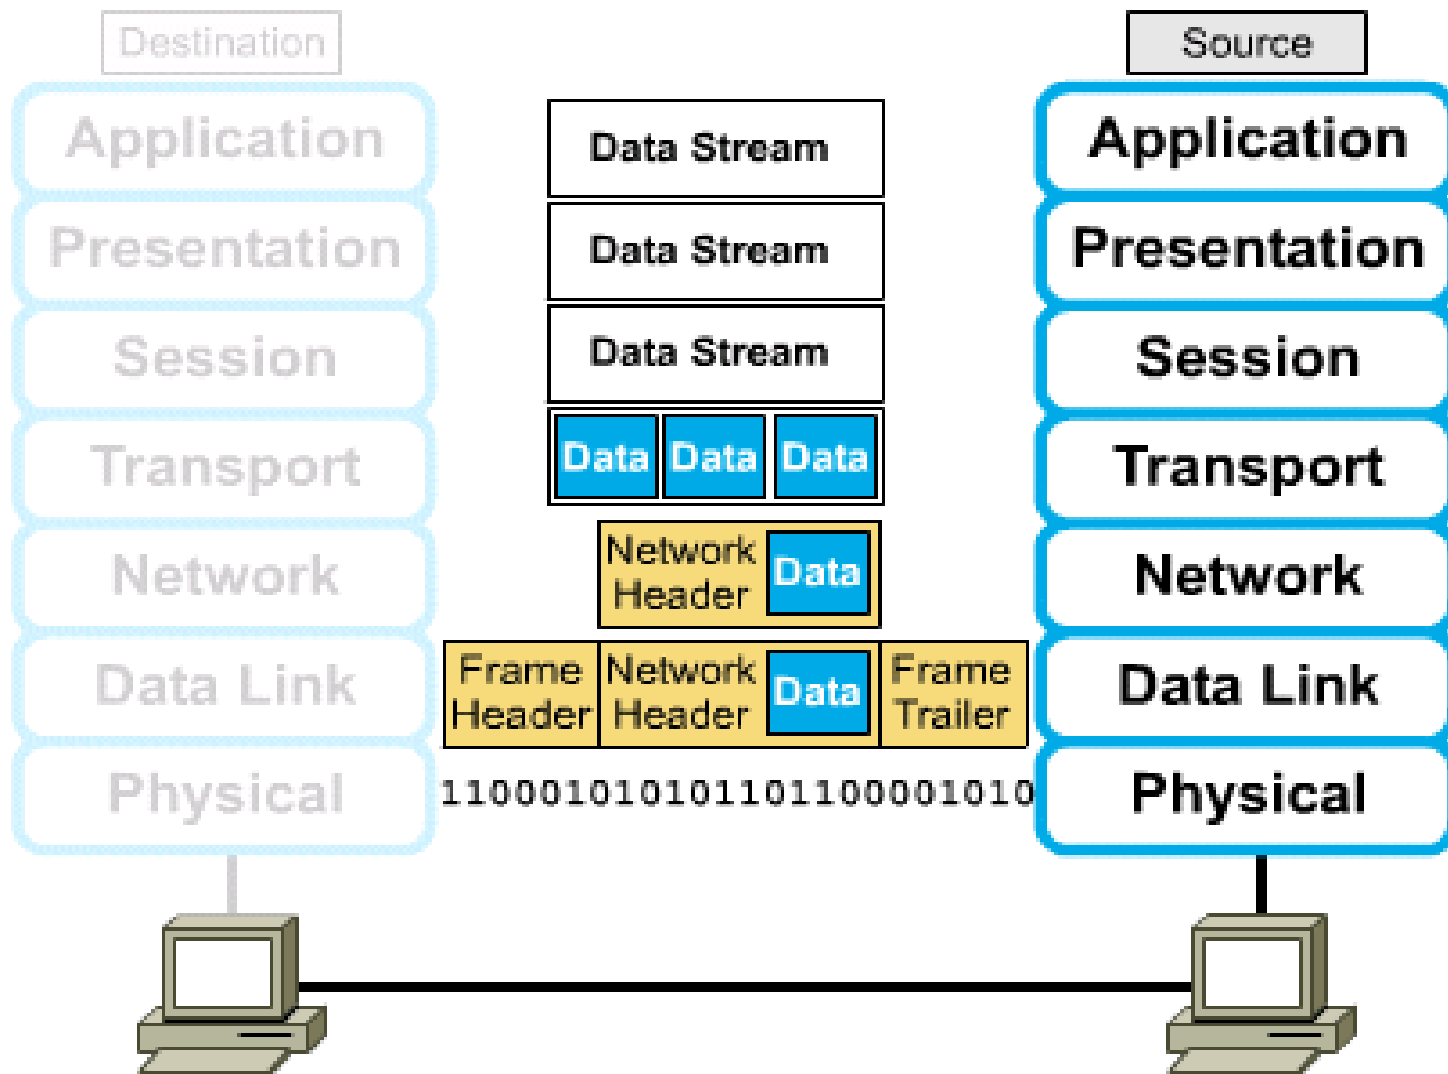 Destination
Source
Application
Data Stream
Application
Presentation
Data Stream
Presentation
Session
Data Stream
Session
Transport
Data Data Data
Transport
Network
Network
Header
Data
Network
Data Link
Frame
Header
Network
Header
Data
Frame
Trailer
Data Link
Physical
1100010101011011000001010
Physical